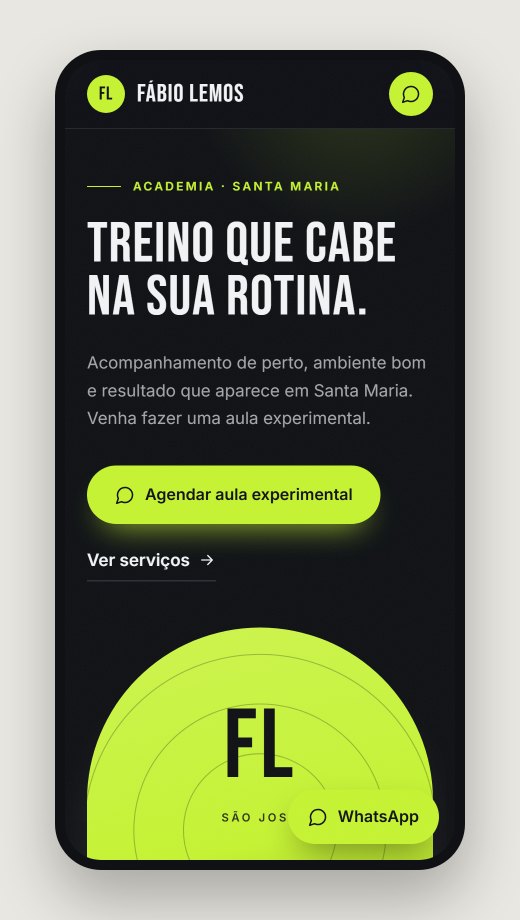 FL FÁBIO LEMOS
ACADEMIA · SANTA MARIA
TREINO QUE CABE
NA SUA ROTINA.
Acompanhamento de perto, ambiente bom
e resultado que aparece em Santa Maria.
Venha fazer uma aula experimental.
Agendar aula experimental
Ver serviços →
FL
SÃO JOS
WhatsApp